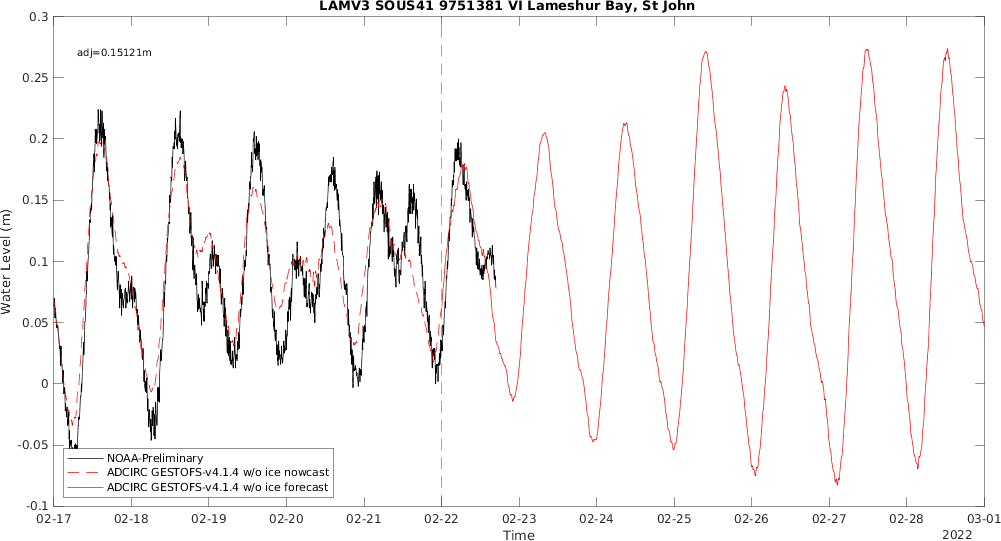 LAMV3 SOUS41 9751381 VI Lameshur Bay, St John
adj=0.15121m
Water Level (m)
0.3
0.25
0.2
0.15
0.1
0.05
0
-0.05
-0.1
NOAA-Preliminary
ADCIRC GESTOFS-v4.1.4 w/o ice nowcast
ADCIRC GESTOFS-v4.1.4 w/o ice forecast
02-17 02-18 02-19 02-20 02-21 02-22 02-23 02-24 02-25 02-26 02-27 02-28 03-01
Time
2022